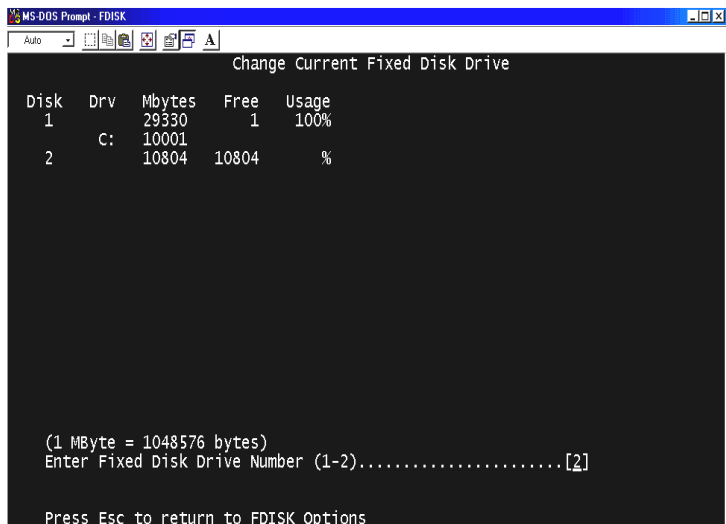 MS-DOS Prompt - FDISK
Auto A
Change Current Fixed Disk Drive
Disk Drv Mbytes Free Usage
1 29330 1 100%
C: 10001
2 10804 10804 %
(1 MByte = 1048576 bytes)
Enter Fixed Disk Drive Number (1-2).......................[2]
Press Esc to return to FDISK Options